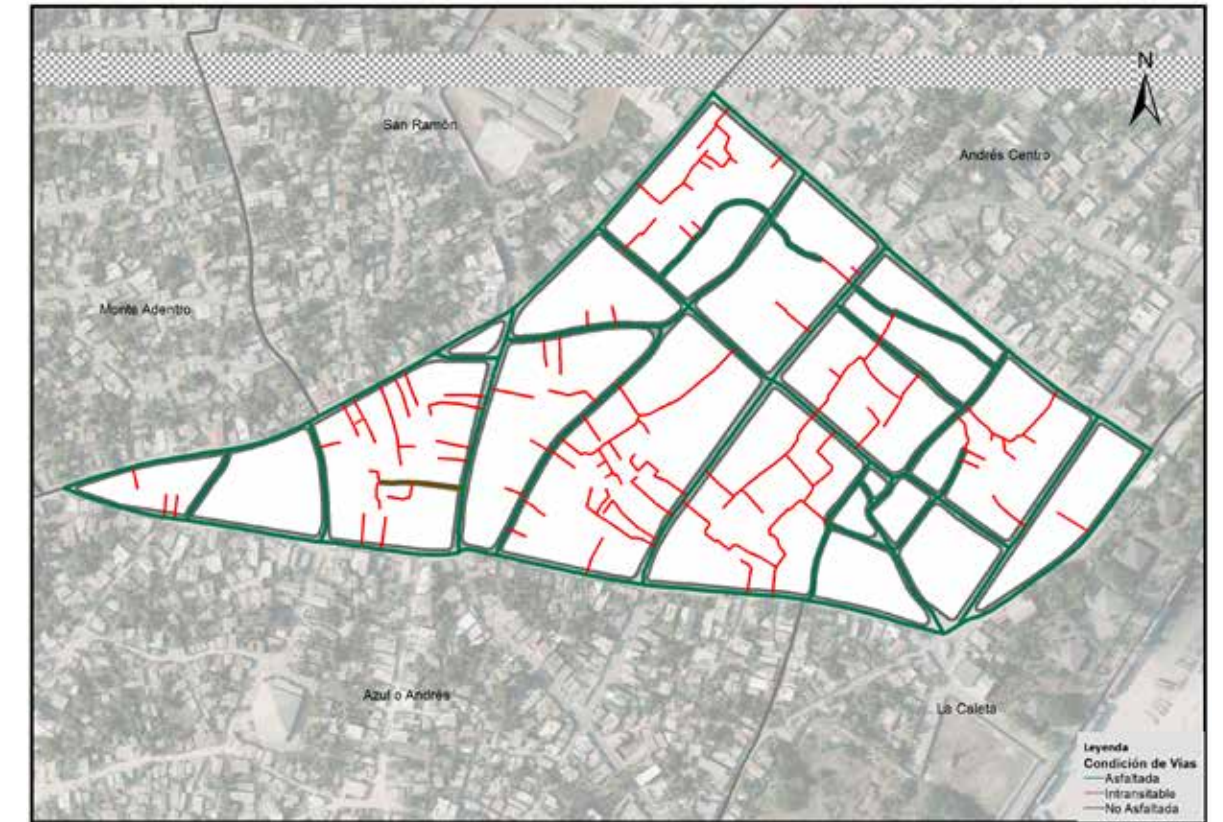 N
San Ramón
Andrés Centro
Monte Adentro
Azul o Andrés
La Caleta
Leyenda
Condición de Vías
Asfaltada
Intransitable
No Asfaltada